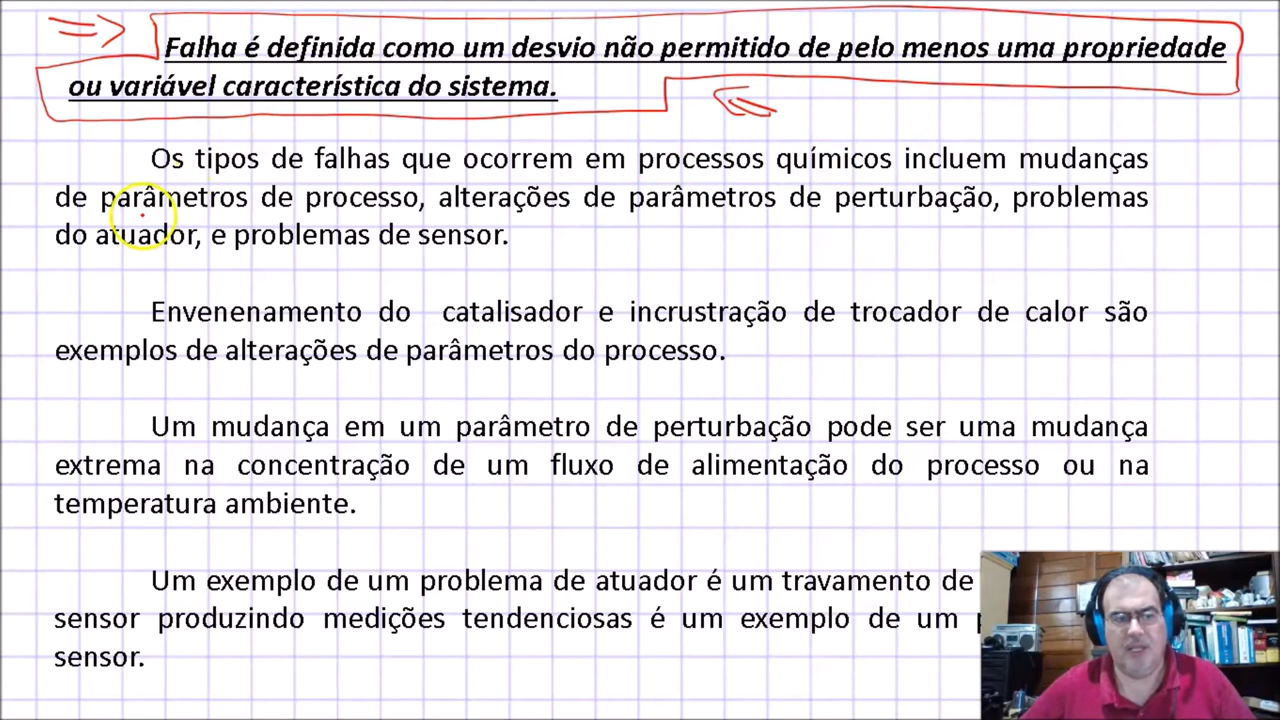 Falha é definida como um desvio não permitido de pelo menos uma propriedade
ou variável característica do sistema.
Os tipos de falhas que ocorrem em processos químicos incluem mudanças
de parâmetros de processo, alterações de parâmetros de perturbação, problemas
do atuador, e problemas de sensor.
Envenenamento do catalisador e incrustração de trocador de calor são
exemplos de alterações de parâmetros do processo.
Um mudança em um parâmetro de perturbação pode ser uma mudança
extrema na concentração de um fluxo de alimentação do processo ou na
temperatura ambiente.
Um exemplo de um problema de atuador é um travamento de
sensor produzindo medições tendenciosas é um exemplo de um
sensor.